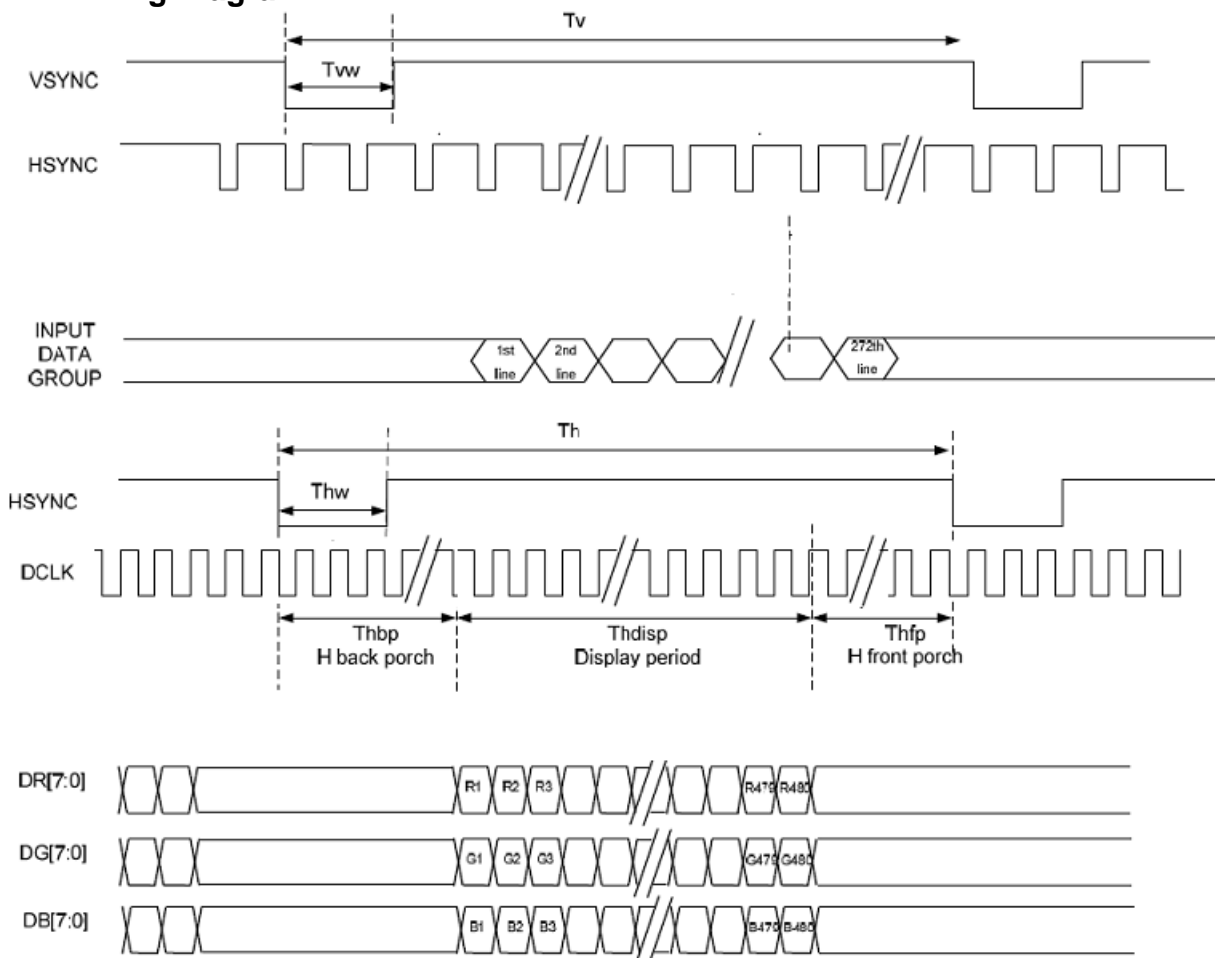 Tv
Tvw
VSYNC
HSYNC
INPUT
DATA
GROUP
1st
line
2nd
line
272th
line
Th
Thw
HSYNC
DCLK
Thbp
H back porch
Thdisp
Display period
Thfp
H front porch
DR[7:0]
R1 R2 R3 R479 R480
DG[7:0]
G1 G2 G3 G479 G480
DB[7:0]
B1 B2 B3 B479 B480